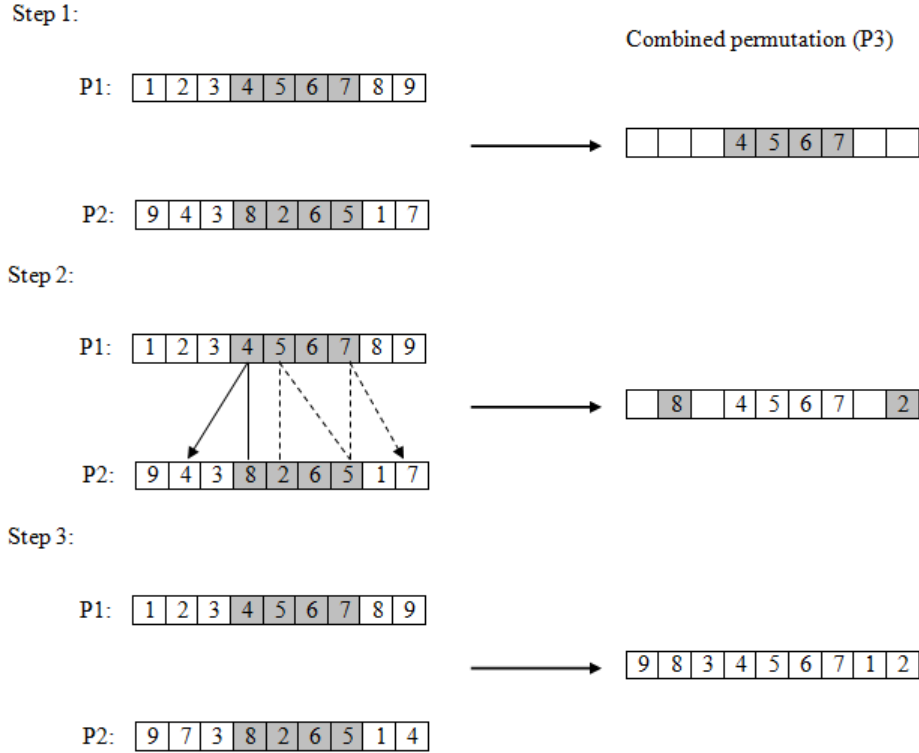 Step 1:
Combined permutation (P3)
P1: 1 2 3 4 5 6 7 8 9
4 5 6 7
P2: 9 4 3 8 2 6 5 1 7
Step 2:
P1: 1 2 3 4 5 6 7 8 9
8 4 5 6 7 2
P2: 9 4 3 8 2 6 5 1 7
Step 3:
P1: 1 2 3 4 5 6 7 8 9
9 8 3 4 5 6 7 1 2
P2: 9 7 3 8 2 6 5 1 4